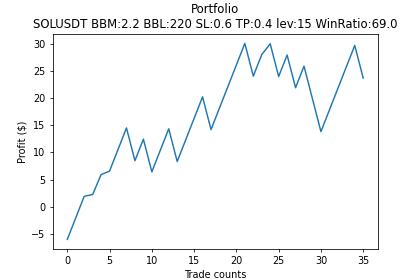 Portfolio
SOLUSDT BBM:2.2 BBL:220 SL:0.6 TP:0.4 lev:15 WinRatio:69.0
30
25
20
15
10
5
0
−5
Profit ($)
0 5 10 15 20 25 30 35
Trade counts